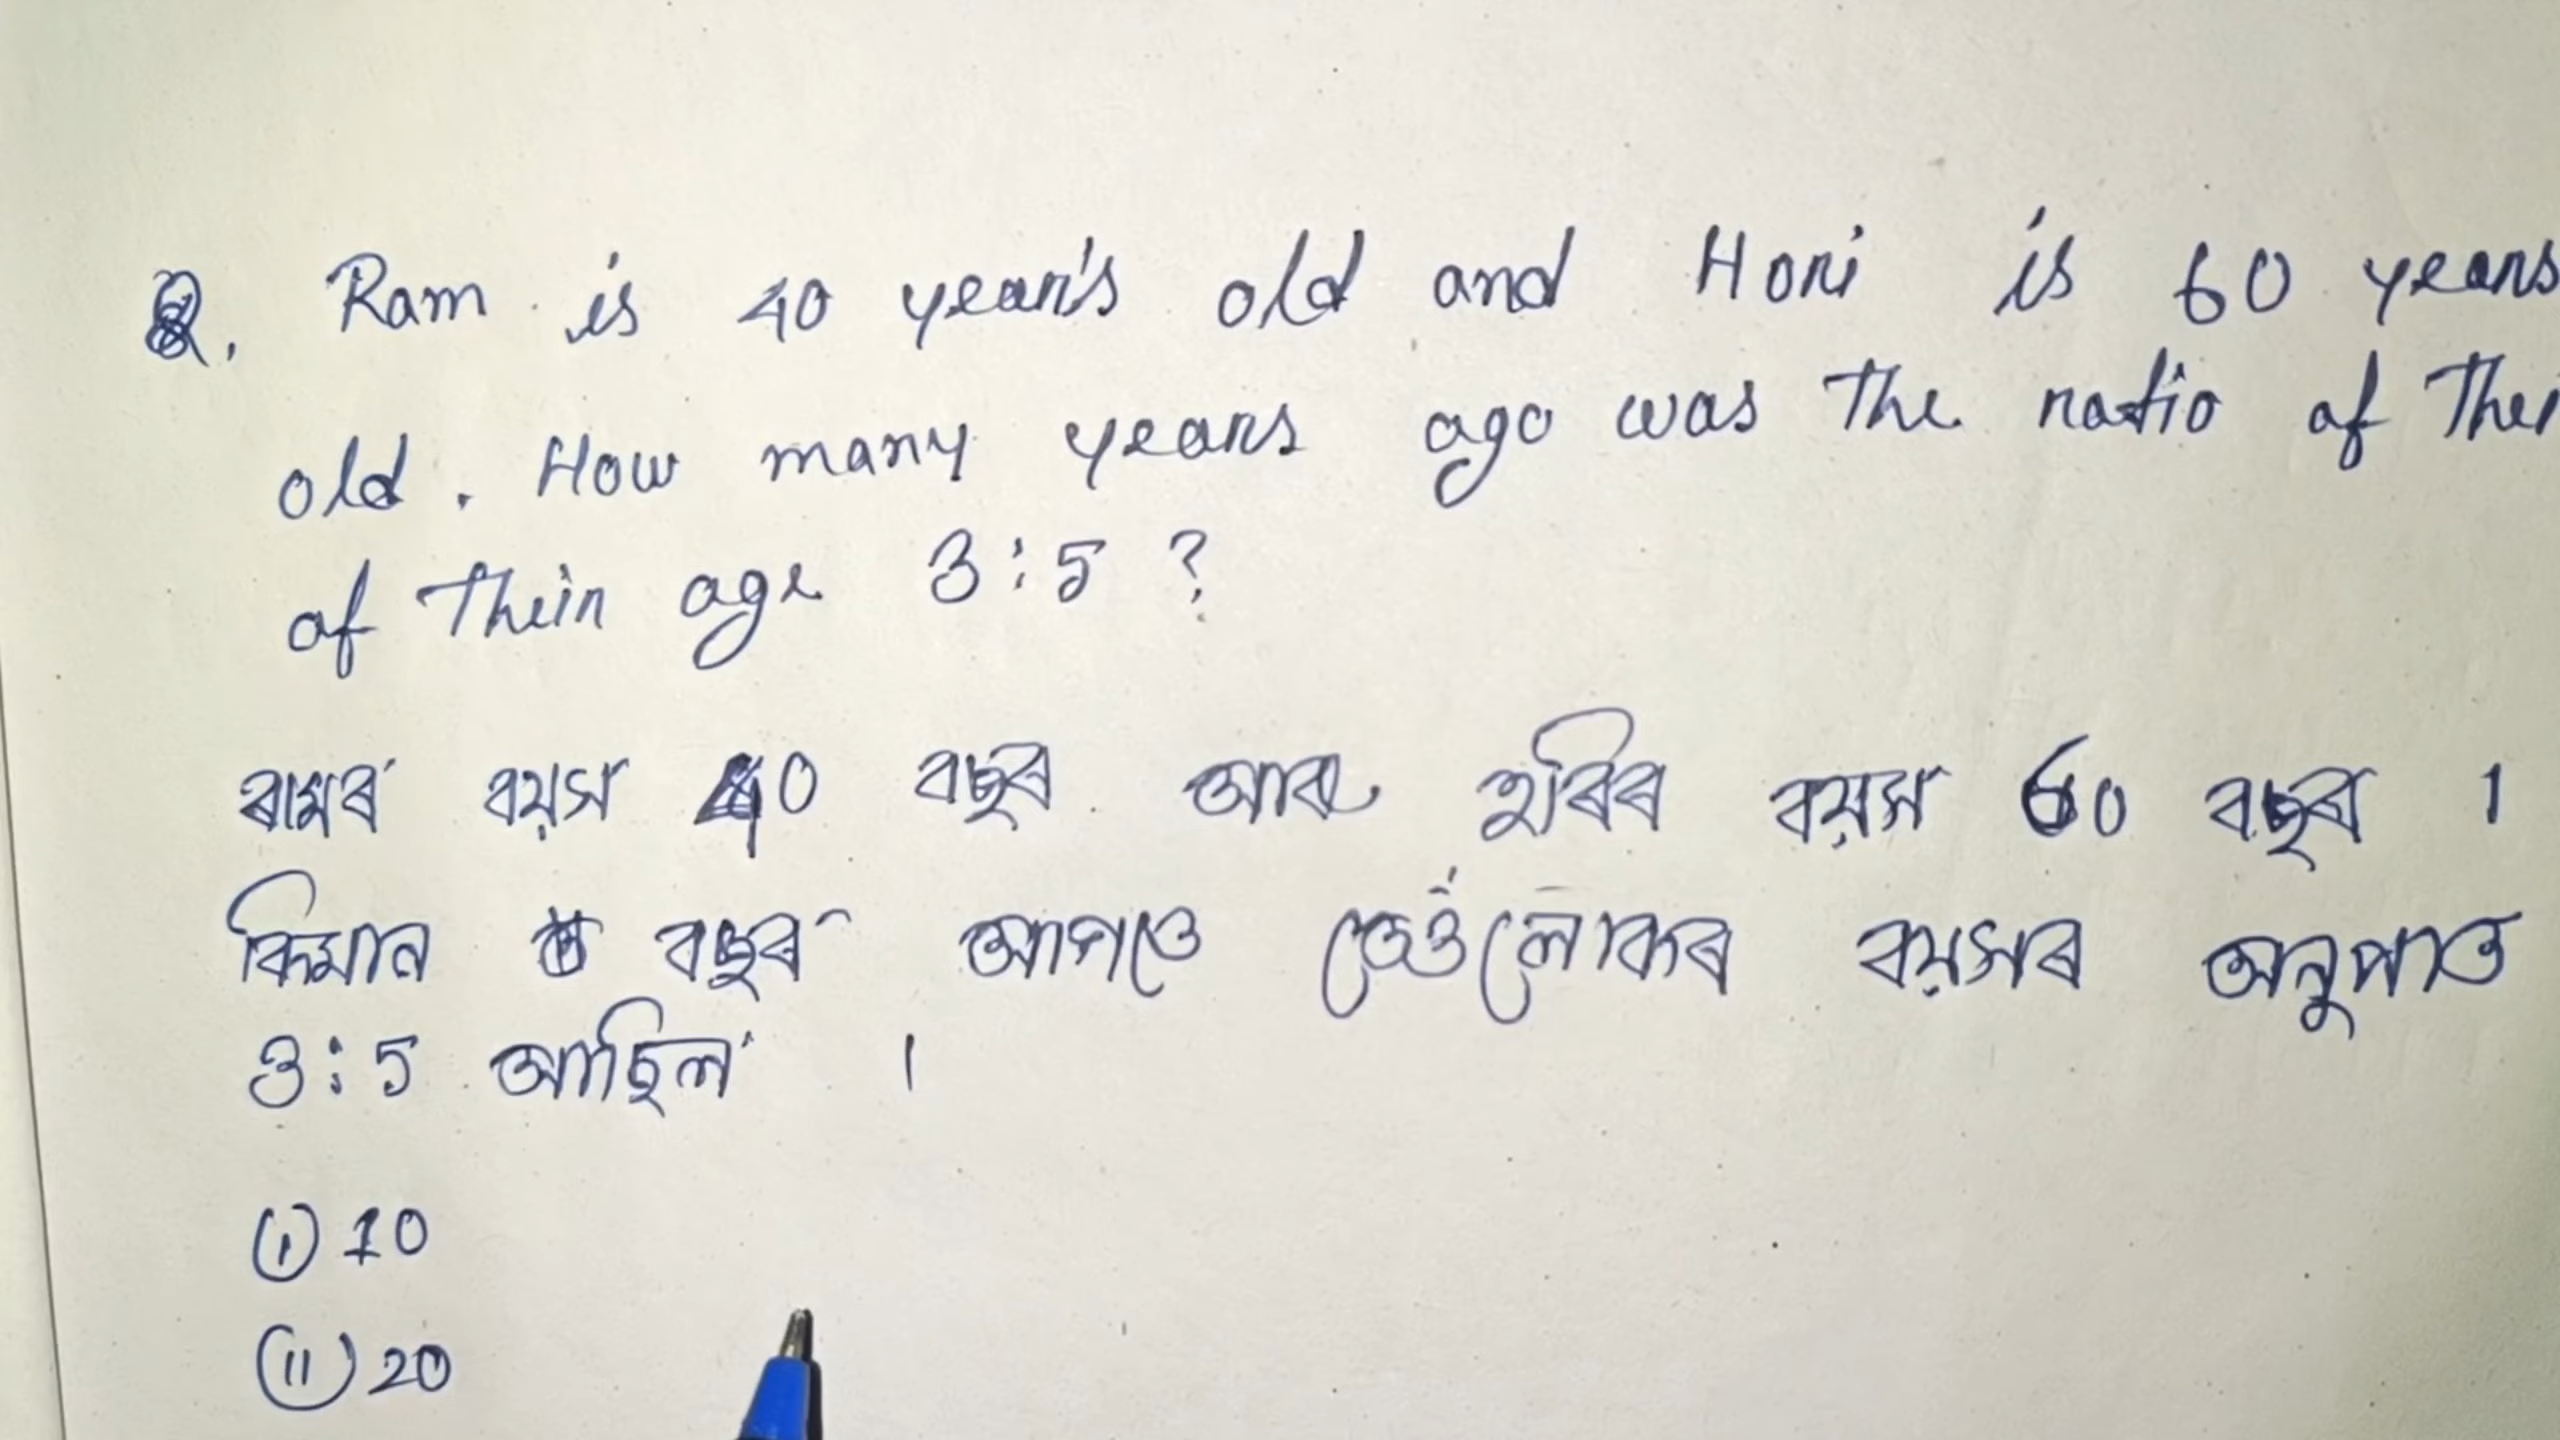 Q. Ram is 40 year's old and Hori is 60 years
old. How many years ago was the ratio of Thei
of Their age 3:5 ?
ৰামৰ বয়স 40 বছৰ আৰু হৰিৰ বয়স 60 বছৰ ।
কিমান বছৰ আগতে তেওঁলোকৰ বয়সৰ অনুপাত
3:5 আছিল ।
(i) 10
(ii) 20